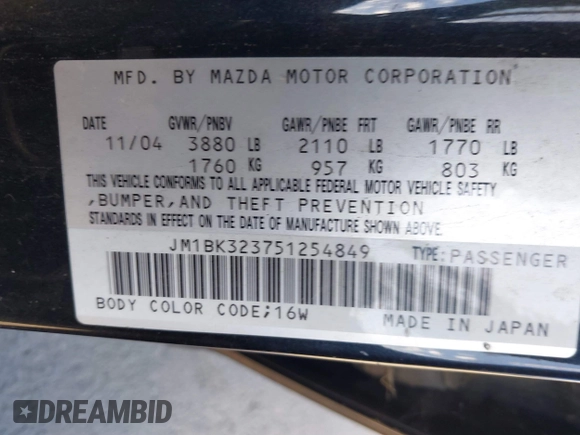 MFD. BY MAZDA MOTOR CORPORATION
DATE GVWR/PNBV GAWR/PNBE FRT GAWR/PNBE RR
11/04 3880 LB 2110 LB 1770 LB
1760 KG 957 KG 803 KG
THIS VEHICLE CONFORMS TO ALL APPLICABLE FEDERAL MOTOR VEHICLE SAFETY
,BUMPER,AND THEFT PREVENTION
STANDARDS IN EFFECT ON THE DATE OF MANUFACTURE SHOWN ABOVE.
JM1BK323751254849 TYPE:PASSENGER
BODY COLOR CODE;16W MADE IN JAPAN
DREAMBID